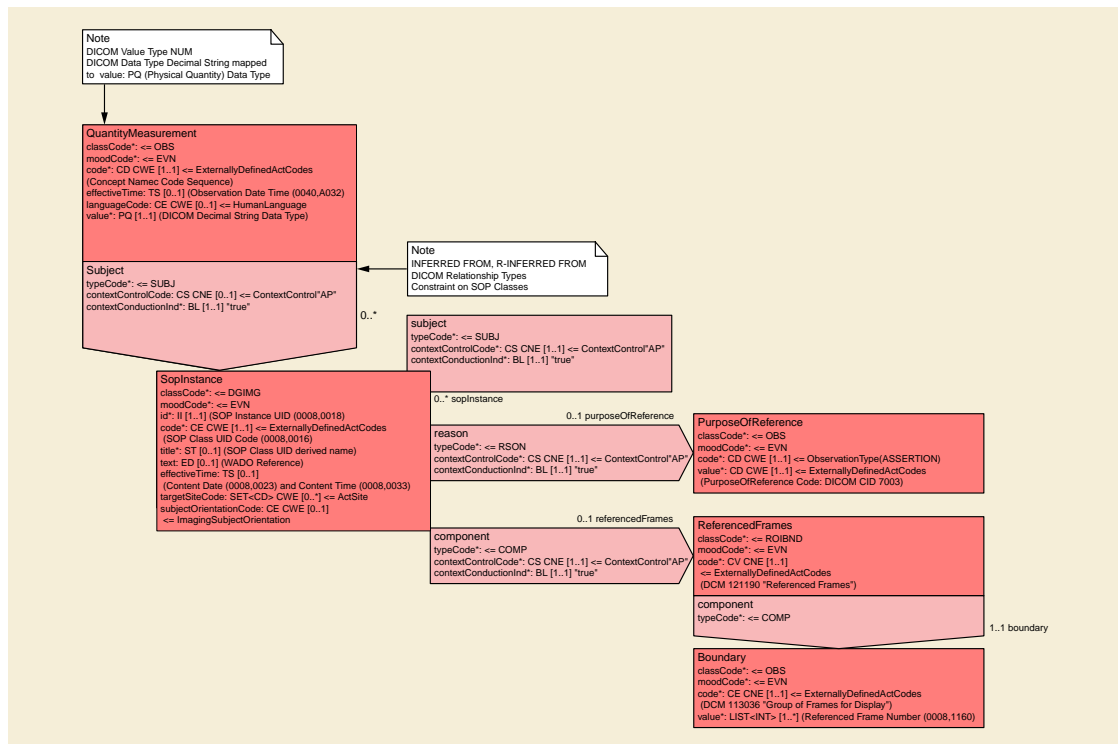 Note
DICOM Value Type NUM
DICOM Data Type Decimal String mapped
to  value: PQ (Physical Quantity) Data Type
QuantityMeasurement
classCode*: <= OBS
moodCode*: <= EVN
code*: CD CWE [1..1] <= ExternallyDefinedActCodes
(Concept Namec Code Sequence)
effectiveTime: TS [0..1] (Observation Date Time (0040,A032)
languageCode: CE CWE [0..1] <= HumanLanguage
value*: PQ [1..1] (DICOM Decimal String Data Type)
Subject
typeCode*: <= SUBJ
contextControlCode: CS CNE [0..1] <= ContextControl"AP"
contextConductionInd*: BL [1..1] "true"
0..*
Note
INFERRED FROM, R-INFERRED FROM
DICOM Relationship Types
Constraint on SOP Classes
subject
typeCode*: <= SUBJ
contextControlCode*: CS CNE [1..1] <= ContextControl"AP"
contextConductionInd*: BL [1..1] "true"
0..* sopInstance
SopInstance
classCode*: <= DGIMG
moodCode*: <= EVN
id*: II [1..1] (SOP Instance UID (0008,0018)
code*: CE CWE [1..1] <= ExternallyDefinedActCodes
(SOP Class UID Code (0008,0016)
title*: ST [0..1] (SOP Class UID derived name)
text: ED [0..1] (WADO Reference)
effectiveTime: TS [0..1]
(Content Date (0008,0023) and Content Time (0008,0033)
targetSiteCode: SET<CD> CWE [0..*] <= ActSite
subjectOrientationCode: CE CWE [0..1]
<= ImagingSubjectOrientation
0..1 purposeOfReference
reason
typeCode*: <= RSON
contextControlCode*: CS CNE [1..1] <= ContextControl"AP"
contextConductionInd*: BL [1..1] "true"
PurposeOfReference
classCode*: <= OBS
moodCode*: <= EVN
code*: CD CWE [1..1] <= ObservationType(ASSERTION)
value*: CD CWE [1..1] <= ExternallyDefinedActCodes
(PurposeOfReference Code: DICOM CID 7003)
0..1 referencedFrames
component
typeCode*: <= COMP
contextControlCode*: CS CNE [1..1] <= ContextControl"AP"
contextConductionInd*: BL [1..1] "true"
ReferencedFrames
classCode*: <= ROIBND
moodCode*: <= EVN
code*: CV CNE [1..1]
<= ExternallyDefinedActCodes
(DCM 121190 "Referenced Frames")
component
typeCode*: <= COMP
1..1 boundary
Boundary
classCode*: <= OBS
moodCode*: <= EVN
code*: CE CNE [1..1] <= ExternallyDefinedActCodes
(DCM 113036 "Group of Frames for Display")
value*: LIST<INT> [1..*] (Referenced Frame Number (0008,1160)